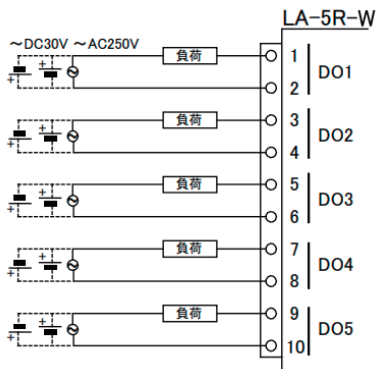 LA-5R-W
～DC30V ～AC250V
負荷 1
2 DO1
負荷 3
4 DO2
負荷 5
6 DO3
負荷 7
8 DO4
負荷 9
10 DO5